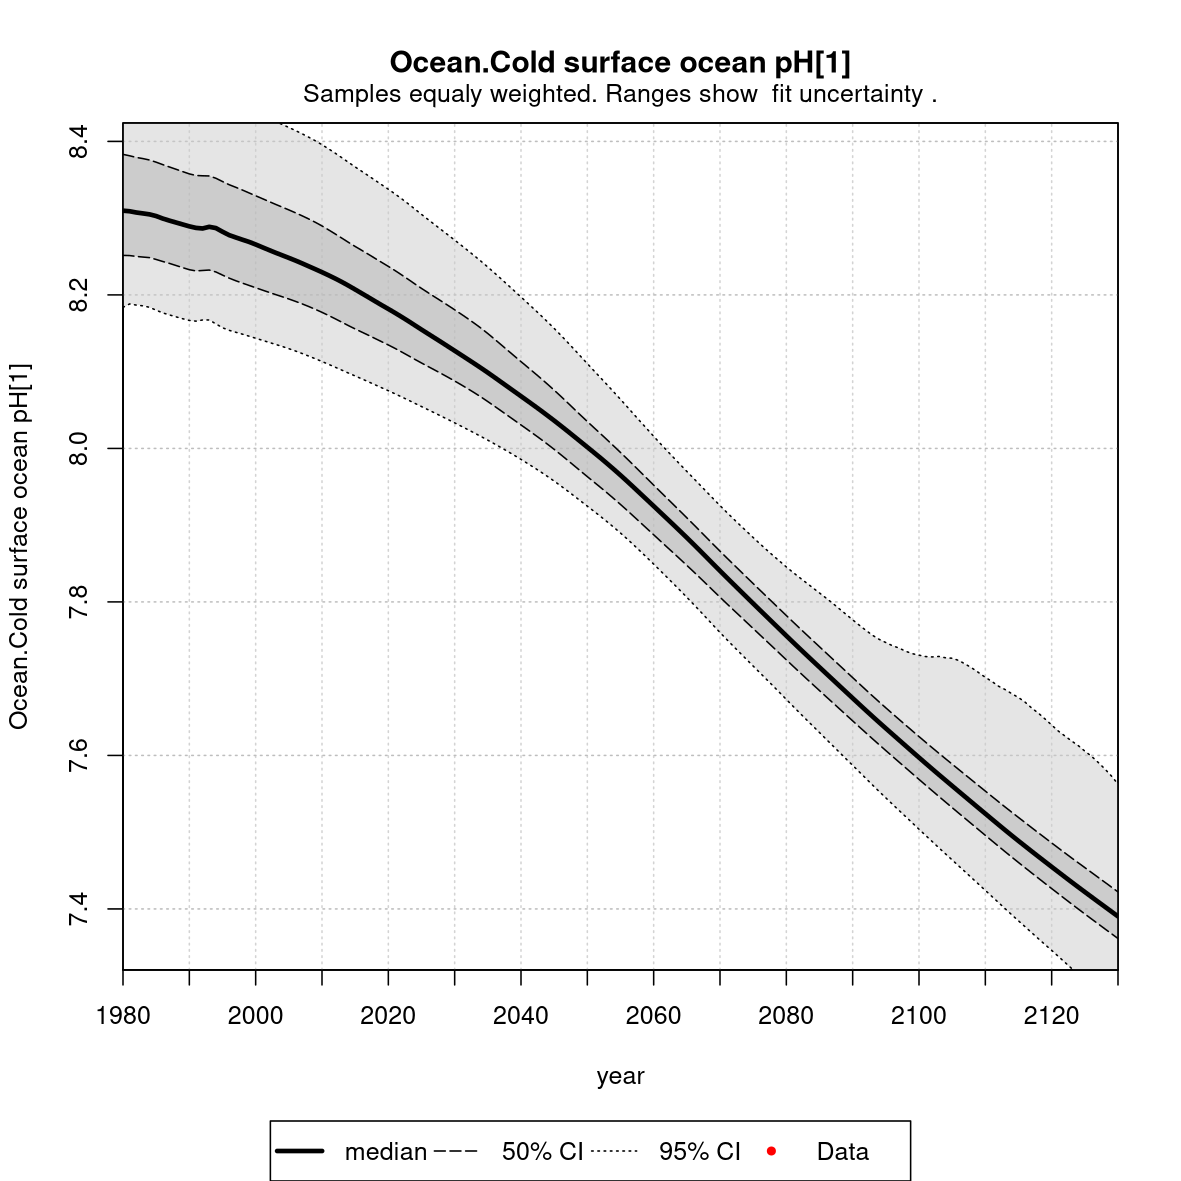 Ocean.Cold surface ocean pH[1]
Samples equaly weighted. Ranges show  fit uncertainty .
Ocean.Cold surface ocean pH[1]
8.4
8.2
8.0
7.8
7.6
7.4
1980 2000 2020 2040 2060 2080 2100 2120
year
median 50% CI 95% CI Data